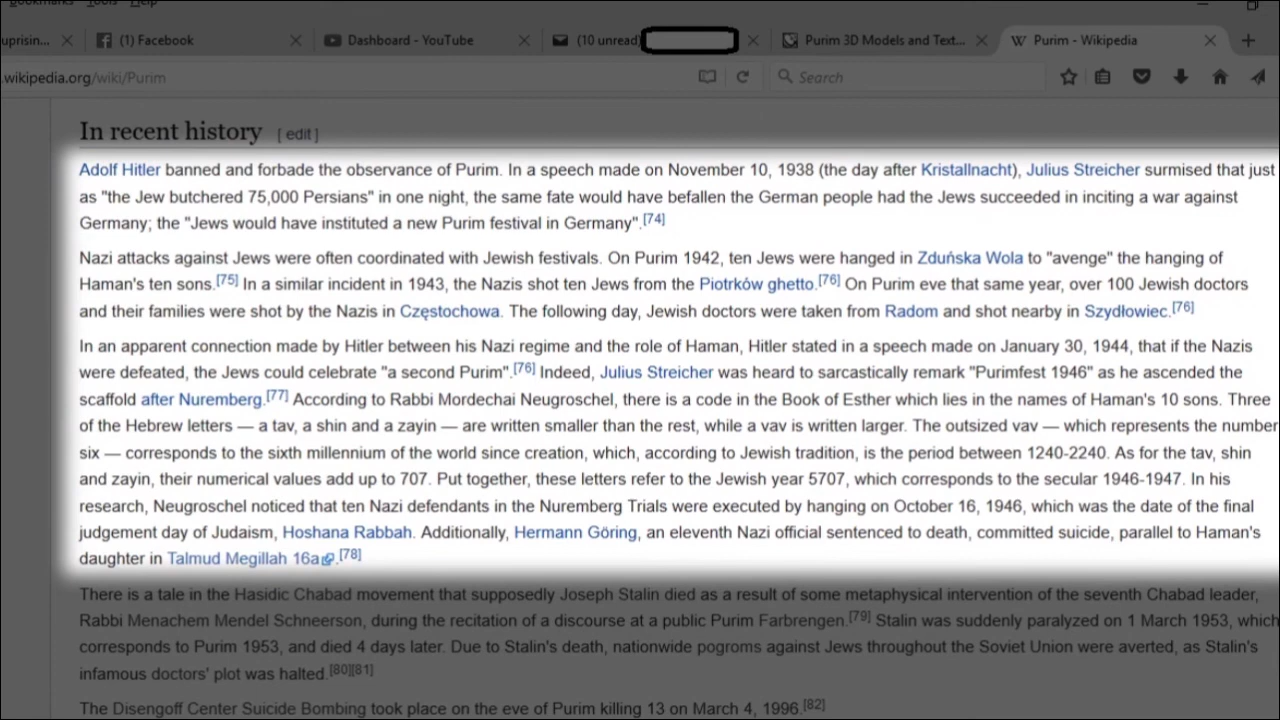 Bookmarks Tools Help
uprisin...
(1) Facebook
Dashboard - YouTube
(10 unread)
Purim 3D Models and Text...
W Purim - Wikipedia
.wikipedia.org/wiki/Purim
Search
In recent history [ edit ]
Adolf Hitler banned and forbade the observance of Purim. In a speech made on November 10, 1938 (the day after Kristallnacht), Julius Streicher surmised that just
as "the Jew butchered 75,000 Persians" in one night, the same fate would have befallen the German people had the Jews succeeded in inciting a war against
Germany; the "Jews would have instituted a new Purim festival in Germany".[74]
Nazi attacks against Jews were often coordinated with Jewish festivals. On Purim 1942, ten Jews were hanged in Zduńska Wola to "avenge" the hanging of
Haman's ten sons.[75] In a similar incident in 1943, the Nazis shot ten Jews from the Piotrków ghetto.[76] On Purim eve that same year, over 100 Jewish doctors
and their families were shot by the Nazis in Częstochowa. The following day, Jewish doctors were taken from Radom and shot nearby in Szydłowiec.[76]
In an apparent connection made by Hitler between his Nazi regime and the role of Haman, Hitler stated in a speech made on January 30, 1944, that if the Nazis
were defeated, the Jews could celebrate "a second Purim".[76] Indeed, Julius Streicher was heard to sarcastically remark "Purimfest 1946" as he ascended the
scaffold after Nuremberg.[77] According to Rabbi Mordechai Neugroschel, there is a code in the Book of Esther which lies in the names of Haman's 10 sons. Three
of the Hebrew letters — a tav, a shin and a zayin — are written smaller than the rest, while a vav is written larger. The outsized vav — which represents the number
six — corresponds to the sixth millennium of the world since creation, which, according to Jewish tradition, is the period between 1240-2240. As for the tav, shin
and zayin, their numerical values add up to 707. Put together, these letters refer to the Jewish year 5707, which corresponds to the secular 1946-1947. In his
research, Neugroschel noticed that ten Nazi defendants in the Nuremberg Trials were executed by hanging on October 16, 1946, which was the date of the final
judgement day of Judaism, Hoshana Rabbah. Additionally, Hermann Göring, an eleventh Nazi official sentenced to death, committed suicide, parallel to Haman's
daughter in Talmud Megillah 16a.[78]
There is a tale in the Hasidic Chabad movement that supposedly Joseph Stalin died as a result of some metaphysical intervention of the seventh Chabad leader,
Rabbi Menachem Mendel Schneerson, during the recitation of a discourse at a public Purim Farbrengen.[79] Stalin was suddenly paralyzed on 1 March 1953, which
corresponds to Purim 1953, and died 4 days later. Due to Stalin's death, nationwide pogroms against Jews throughout the Soviet Union were averted, as Stalin's
infamous doctors' plot was halted.[80][81]
The Disengoff Center Suicide Bombing took place on the eve of Purim killing 13 on March 4, 1996.[82]